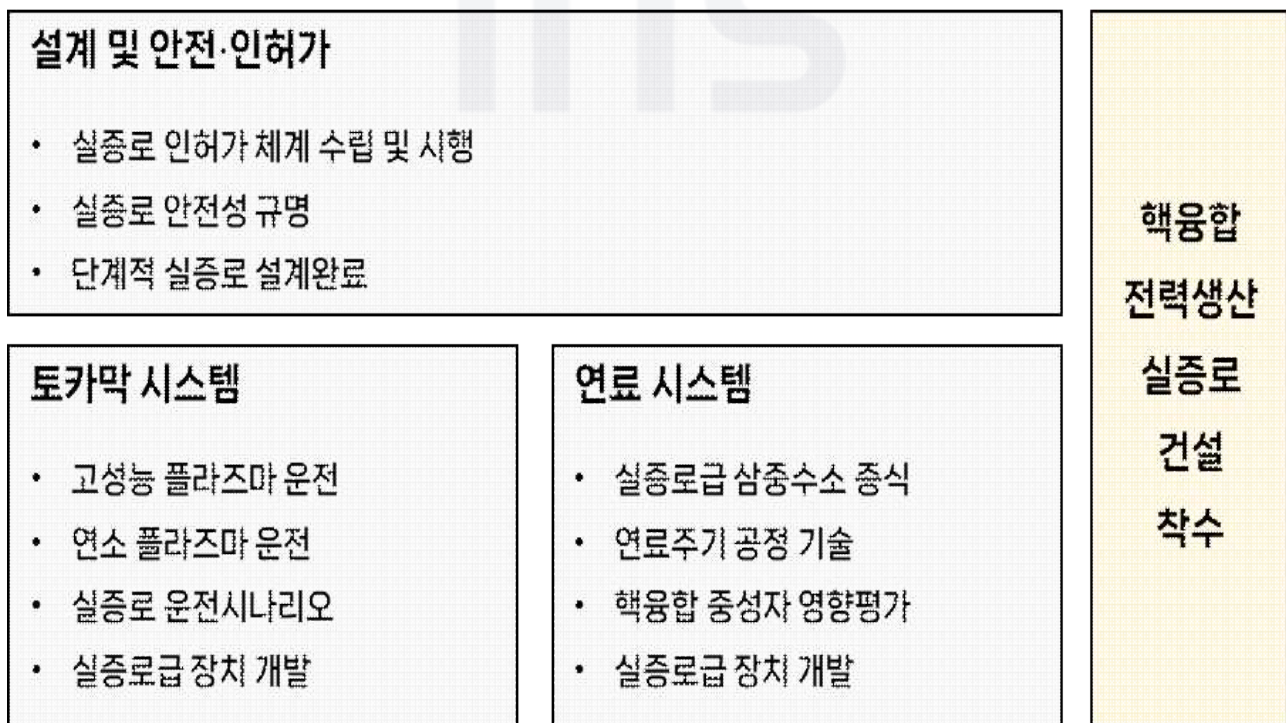 설계 및 안전·인허가
• 실증로 인허가 체계 수립 및 시행
• 실증로 안전성 규명
• 단계적 실증로 설계완료
토카막 시스템
• 고성능 플라즈마 운전
• 연소 플라즈마 운전
• 실증로 운전시나리오
• 실증로급 장치 개발
연료 시스템
• 실증로급 삼중수소 증식
• 연료주기 공정 기술
• 핵융합 중성자 영향평가
• 실증로급 장치 개발
핵융합
전력생산
실증로
건설
착수